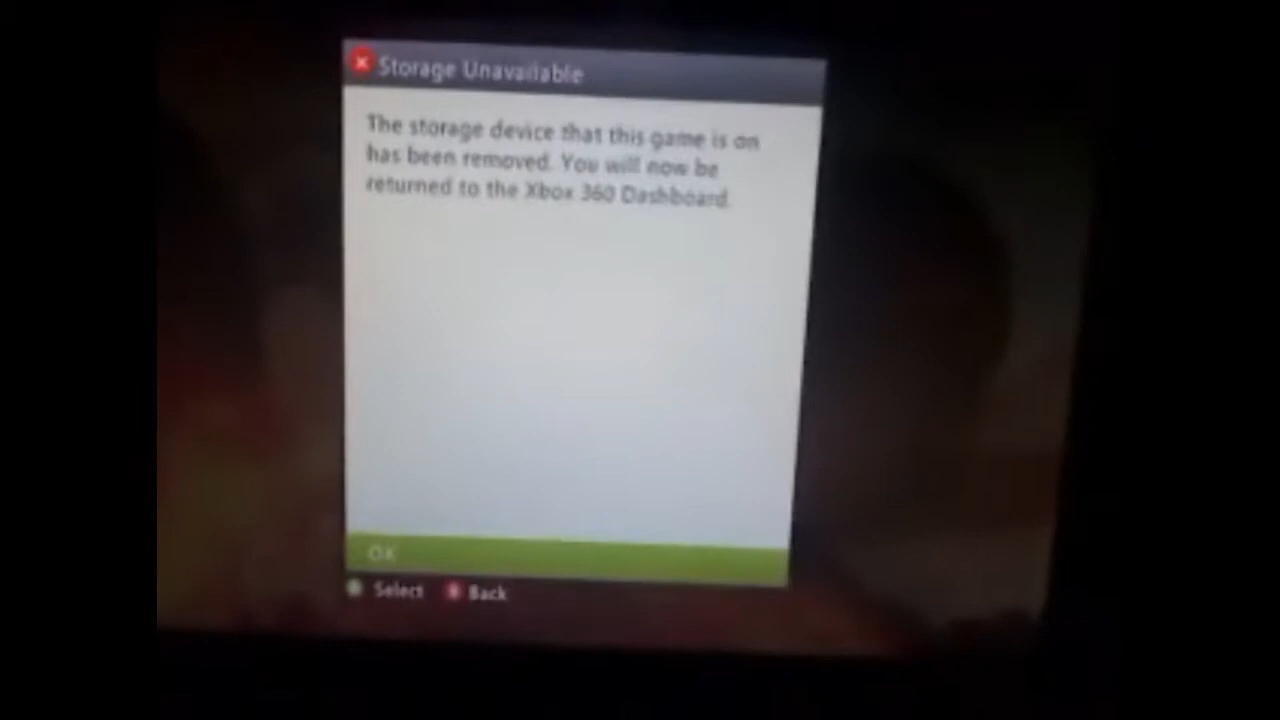 Storage Unavailable
The storage device that this game is on
has been removed. You will now be
returned to the Xbox 360 Dashboard.
OK
Select Back